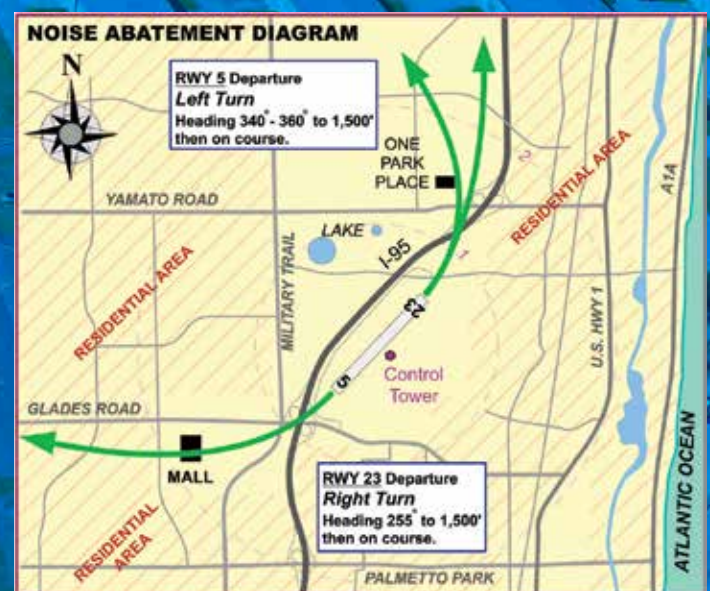 NOISE ABATEMENT DIAGRAM
N
RWY 5 Departure
Left Turn
Heading 340° - 360° to 1,500'
then on course.
ONE
PARK
PLACE
2
RESIDENTIAL AREA
A1A
YAMATO ROAD
LAKE
I-95
1
RESIDENTIAL AREA
MILITARY TRAIL
23
U.S. HWY 1
5
Control
Tower
GLADES ROAD
MALL
RWY 23 Departure
Right Turn
Heading 255° to 1,500'
then on course.
RESIDENTIAL
AREA
ATLANTIC OCEAN
PALMETTO PARK